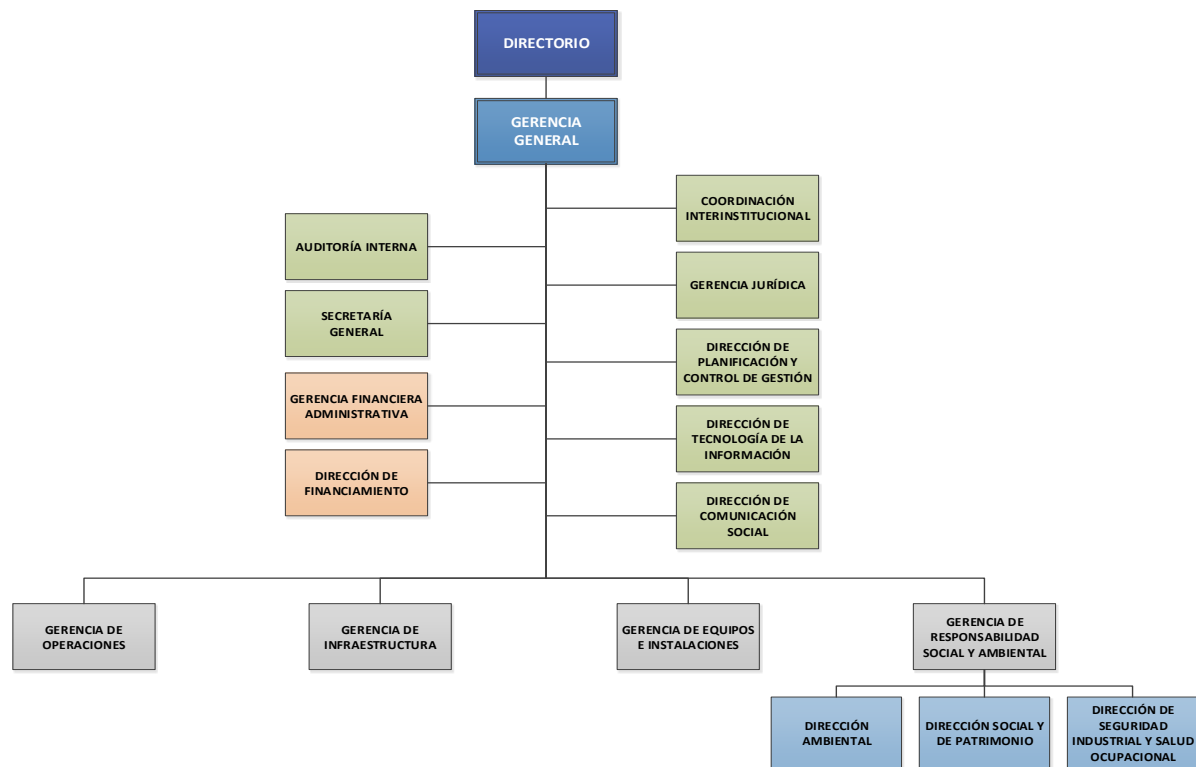 DIRECTORIO
GERENCIA
GENERAL
COORDINACIÓN
INTERINSTITUCIONAL
AUDITORÍA INTERNA
GERENCIA JURÍDICA
SECRETARÍA
GENERAL
DIRECCIÓN DE
PLANIFICACIÓN Y
CONTROL DE GESTIÓN
GERENCIA FINANCIERA
ADMINISTRATIVA
DIRECCIÓN DE
TECNOLOGÍA DE LA
INFORMACIÓN
DIRECCIÓN DE
FINANCIAMIENTO
DIRECCIÓN DE
COMUNICACIÓN
SOCIAL
GERENCIA DE
OPERACIONES
GERENCIA DE
INFRAESTRUCTURA
GERENCIA DE EQUIPOS
E INSTALACIONES
GERENCIA DE
RESPONSABILIDAD
SOCIAL Y AMBIENTAL
DIRECCIÓN
AMBIENTAL
DIRECCIÓN SOCIAL Y
DE PATRIMONIO
DIRECCIÓN DE
SEGURIDAD
INDUSTRIAL Y SALUD
OCUPACIONAL